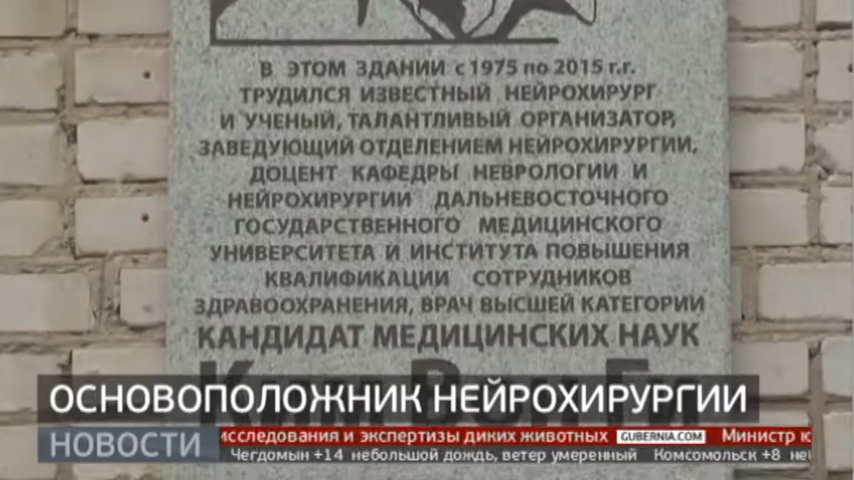 В ЭТОМ ЗДАНИИ с 1975 по 2015 г.г.
ТРУДИЛСЯ ИЗВЕСТНЫЙ НЕЙРОХИРУРГ
И УЧЕНЫЙ, ТАЛАНТЛИВЫЙ ОРГАНИЗАТОР,
ЗАВЕДУЮЩИЙ ОТДЕЛЕНИЕМ НЕЙРОХИРУРГИИ,
ДОЦЕНТ КАФЕДРЫ НЕВРОЛОГИИ И
НЕЙРОХИРУРГИИ ДАЛЬНЕВОСТОЧНОГО
ГОСУДАРСТВЕННОГО МЕДИЦИНСКОГО
УНИВЕРСИТЕТА И ИНСТИТУТА ПОВЫШЕНИЯ
КВАЛИФИКАЦИИ СОТРУДНИКОВ
ЗДРАВООХРАНЕНИЯ, ВРАЧ ВЫСШЕЙ КАТЕГОРИИ
КАНДИДАТ МЕДИЦИНСКИХ НАУК
ОСНОВОПОЛОЖНИК НЕЙРОХИРУРГИИ
НОВОСТИ
исследования и экспертизы диких животных GUBERNIA.COM Министр
Чегдомын +14 небольшой дождь, ветер умеренный Комсомольск +8